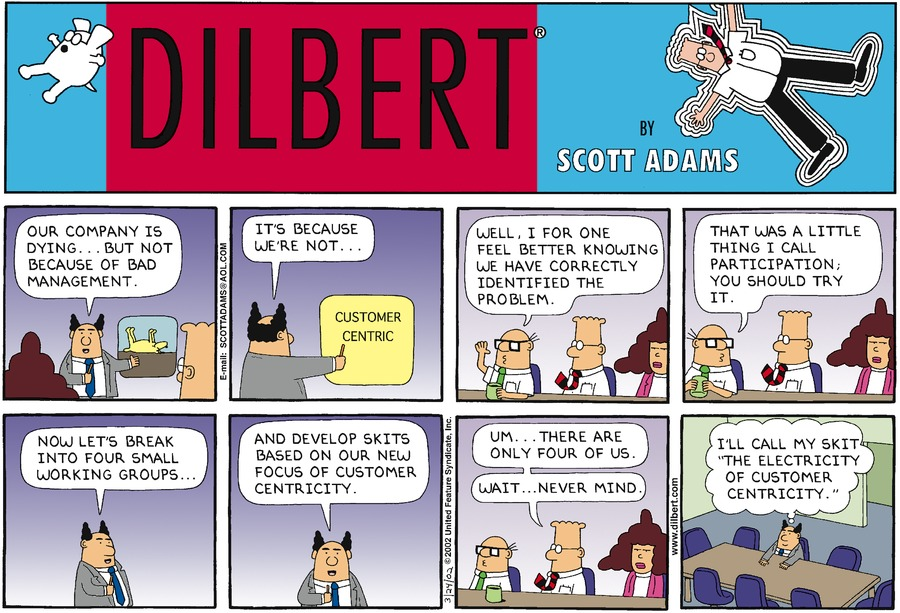 DILBERT®
BY
SCOTT ADAMS
OUR COMPANY IS
DYING...BUT NOT
BECAUSE OF BAD
MANAGEMENT.
E-mail: SCOTTADAMS@AOL.COM
IT'S BECAUSE
WE'RE NOT...
CUSTOMER
CENTRIC
WELL, I FOR ONE
FEEL BETTER KNOWING
WE HAVE CORRECTLY
IDENTIFIED THE
PROBLEM.
THAT WAS A LITTLE
THING I CALL
PARTICIPATION;
YOU SHOULD TRY
IT.
NOW LET'S BREAK
INTO FOUR SMALL
WORKING GROUPS...
AND DEVELOP SKITS
BASED ON OUR NEW
FOCUS OF CUSTOMER
CENTRICITY.
3/24/02 ©2002 United Feature Syndicate, Inc.
UM...THERE ARE
ONLY FOUR OF US.
WAIT...NEVER MIND.
www.dilbert.com
I'LL CALL MY SKIT
"THE ELECTRICITY
OF CUSTOMER
CENTRICITY."